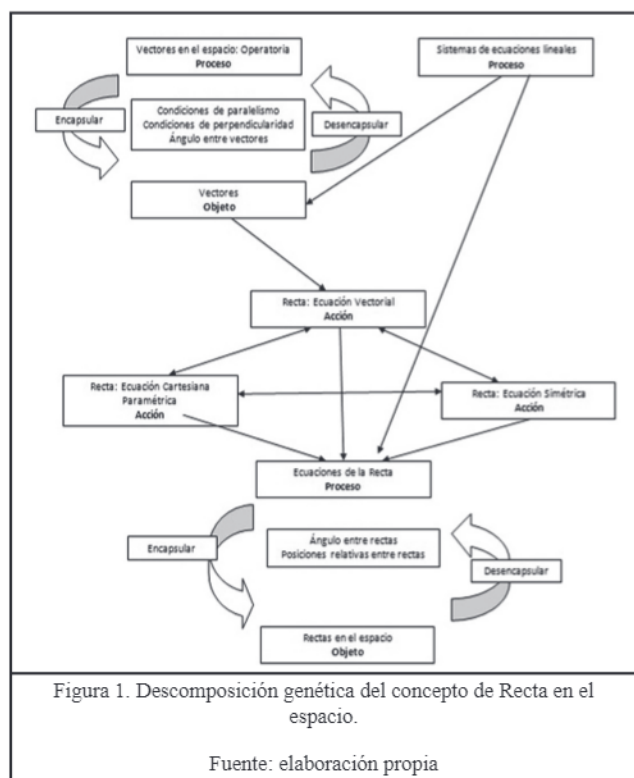 Vectores en el espacio: Operatoria
Proceso
Sistemas de ecuaciones lineales
Proceso
Encapsular
Condiciones de paralelismo
Condiciones de perpendicularidad
Ángulo entre vectores
Desencapsular
Vectores
Objeto
Recta: Ecuación Vectorial
Acción
Recta: Ecuación Cartesiana
Paramétrica
Acción
Recta: Ecuación Simétrica
Acción
Ecuaciones de la Recta
Proceso
Encapsular
Ángulo entre rectas
Posiciones relativas entre rectas
Desencapsular
Rectas en el espacio
Objeto
Figura 1. Descomposición genética del concepto de Recta en el
espacio.
Fuente: elaboración propia